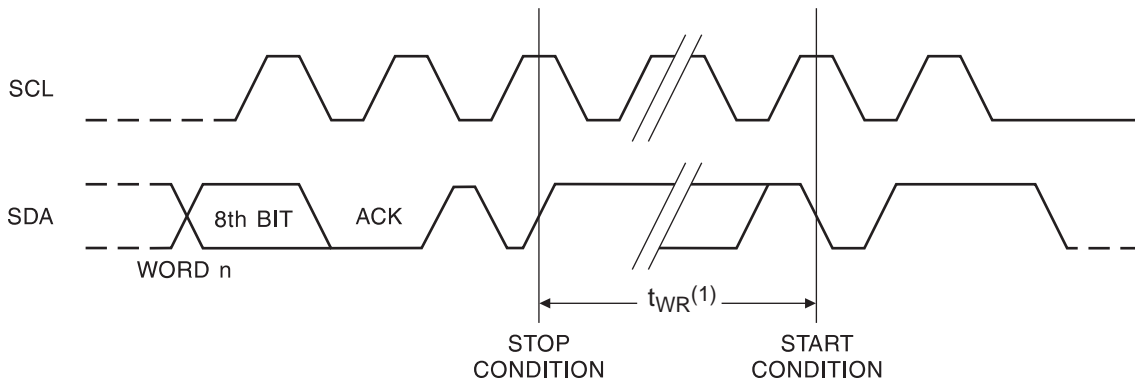 SCL
SDA
8th BIT
ACK
WORD n
tWR(1)
STOP
CONDITION
START
CONDITION